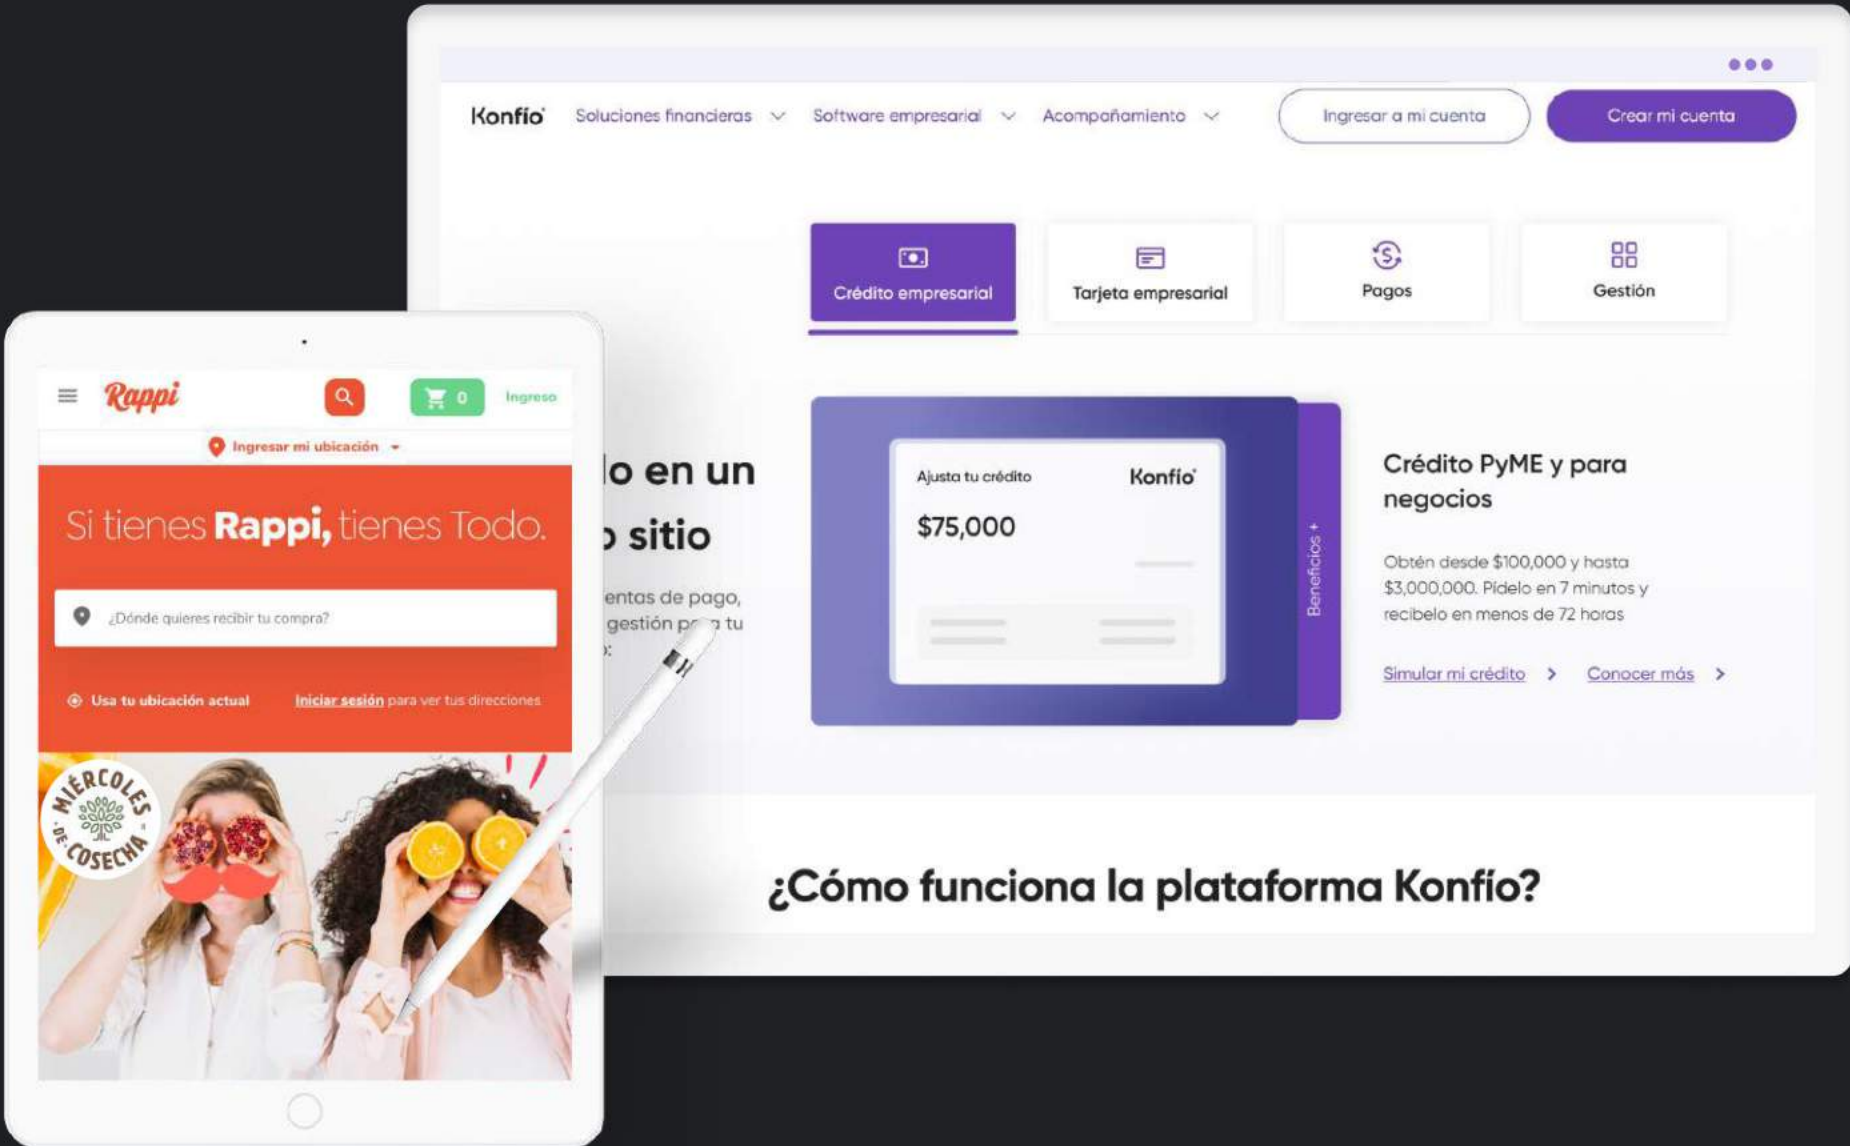 Konfío
Soluciones financieras
Software empresarial
Acompañamiento
Ingresar a mi cuenta
Crear mi cuenta
Crédito empresarial
Tarjeta empresarial
Pagos
Gestión
o en un
sitio
entas de pago,
gestión tu
Ajusta tu crédito
Konfío
$75,000
Beneficios +
Crédito PyME y para
negocios
Obtén desde $100,000 y hasta
$3,000,000. Pídelo en 7 minutos y
recíbelo en menos de 72 horas
Simular mi crédito >
Conocer más >
¿Cómo funciona la plataforma Konfío?
Rappi
0
Ingreso
Ingresar mi ubicación
Si tienes Rappi, tienes Todo.
¿Dónde quieres recibir tu compra?
Usa tu ubicación actual
Iniciar sesión para ver tus direcciones
MIÉRCOLES
DE COSECHA